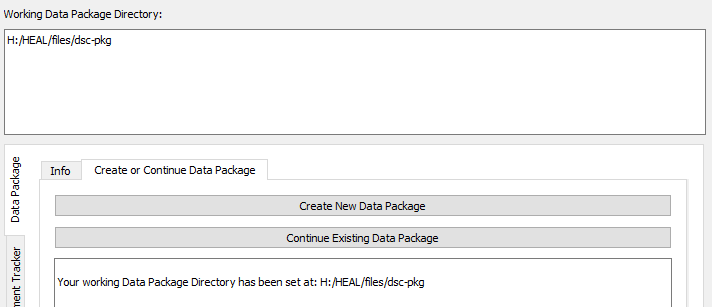 Working Data Package Directory:
H:/HEAL/files/dsc-pkg
Data Package
Info
Create or Continue Data Package
Create New Data Package
Continue Existing Data Package
Your working Data Package Directory has been set at: H:/HEAL/files/dsc-pkg
Tracker